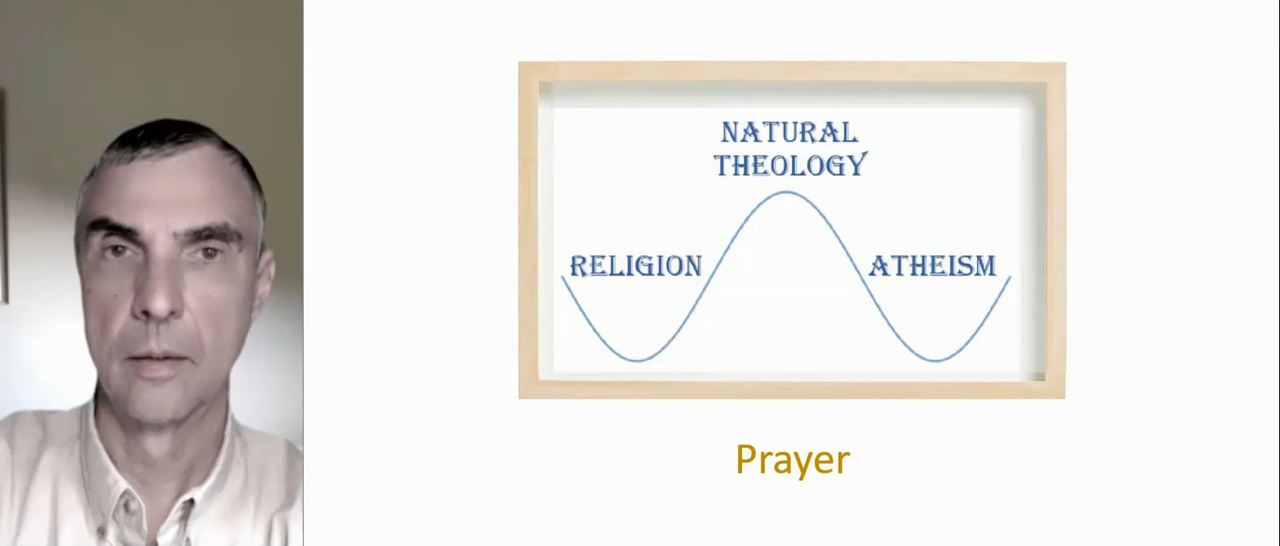 NATURAL
THEOLOGY
RELIGION
ATHEISM
Prayer